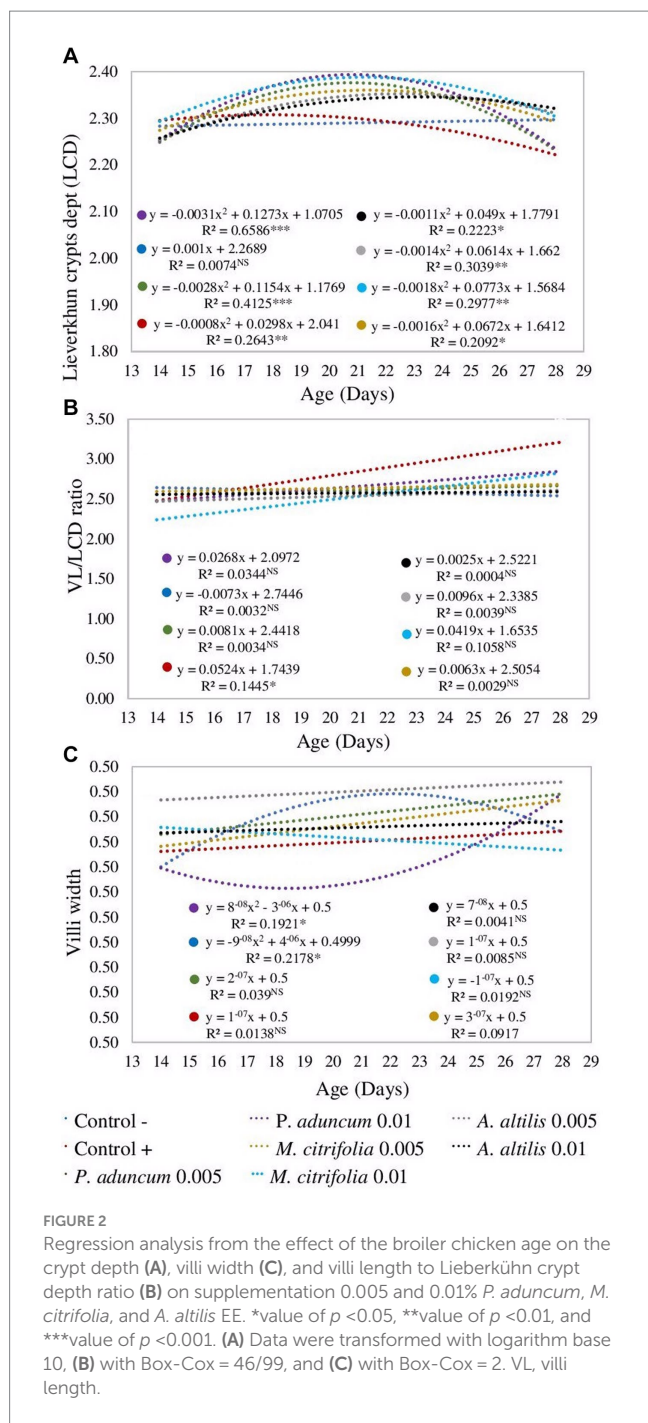 A
2.40
2.30
2.20
2.10
2.00
1.90
1.80
Lieverkhun crypts dept (LCD)
y = -0.0031x² + 0.1273x + 1.0705
R² = 0.6586***
y = 0.001x + 2.2689
R² = 0.0074NS
y = -0.0028x² + 0.1154x + 1.1769
R² = 0.4125***
y = -0.0008x² + 0.0298x + 2.041
R² = 0.2643**
y = -0.0011x² + 0.049x + 1.7791
R² = 0.2223*
y = -0.0014x² + 0.0614x + 1.662
R² = 0.3039**
y = -0.0018x² + 0.0773x + 1.5684
R² = 0.2977**
y = -0.0016x² + 0.0672x + 1.6412
R² = 0.2092*
13 14 15 16 17 18 19 20 21 22 23 24 25 26 27 28 29
Age (Days)
B
3.50
3.00
2.50
2.00
1.50
1.00
0.50
0.00
VL/LCD ratio
y = 0.0268x + 2.0972
R² = 0.0344NS
y = -0.0073x + 2.7446
R² = 0.0032NS
y = 0.0081x + 2.4418
R² = 0.0034NS
y = 0.0524x + 1.7439
R² = 0.1445*
y = 0.0025x + 2.5221
R² = 0.0004NS
y = 0.0096x + 2.3385
R² = 0.0039NS
y = 0.0419x + 1.6535
R² = 0.1058NS
y = 0.0063x + 2.5054
R² = 0.0029NS
13 14 15 16 17 18 19 20 21 22 23 24 25 26 27 28 29
Age (Days)
C
0.50
0.50
0.50
0.50
0.50
0.50
0.50
0.50
0.50
0.50
0.50
0.50
Villi width
y = 8⁻⁰⁸x² - 3⁻⁰⁶x + 0.5
R² = 0.1921*
y = -9⁻⁰⁸x² + 4⁻⁰⁶x + 0.4999
R² = 0.2178*
y = 2⁻⁰⁷x + 0.5
R² = 0.039NS
y = 1⁻⁰⁷x + 0.5
R² = 0.0138NS
y = 7⁻⁰⁸x + 0.5
R² = 0.0041NS
y = 1⁻⁰⁷x + 0.5
R² = 0.0085NS
y = -1⁻⁰⁷x + 0.5
R² = 0.0192NS
y = 3⁻⁰⁷x + 0.5
R² = 0.0917
13 14 15 16 17 18 19 20 21 22 23 24 25 26 27 28 29
Age (Days)
Control - P. aduncum 0.01 A. altilis 0.005
Control + M. citrifolia 0.005 A. altilis 0.01
P. aduncum 0.005 M. citrifolia 0.01
FIGURE 2
Regression analysis from the effect of the broiler chicken age on the
crypt depth (A), villi width (C), and villi length to Lieberkühn crypt
depth ratio (B) on supplementation 0.005 and 0.01% P. aduncum, M.
citrifolia, and A. altilis EE. *value of p <0.05, **value of p <0.01, and
***value of p <0.001. (A) Data were transformed with logarithm base
10, (B) with Box-Cox = 46/99, and (C) with Box-Cox = 2. VL, villi
length.